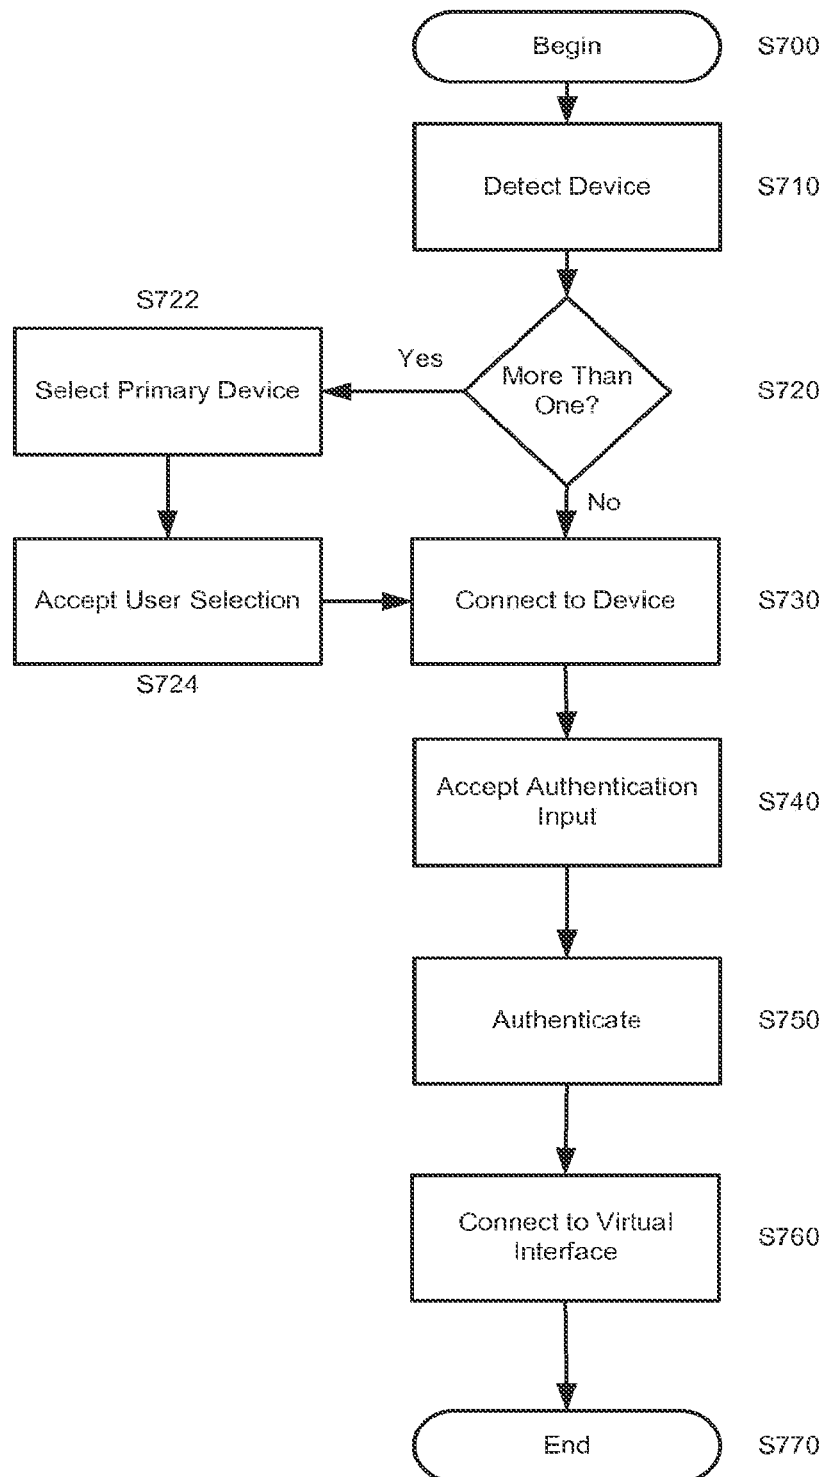 Begin
S700
Detect Device
S710
S722
Select Primary Device
Yes
More Than
One?
S720
No
Accept User Selection
S724
Connect to Device
S730
Accept Authentication
Input
S740
Authenticate
S750
Connect to Virtual
Interface
S760
End
S770